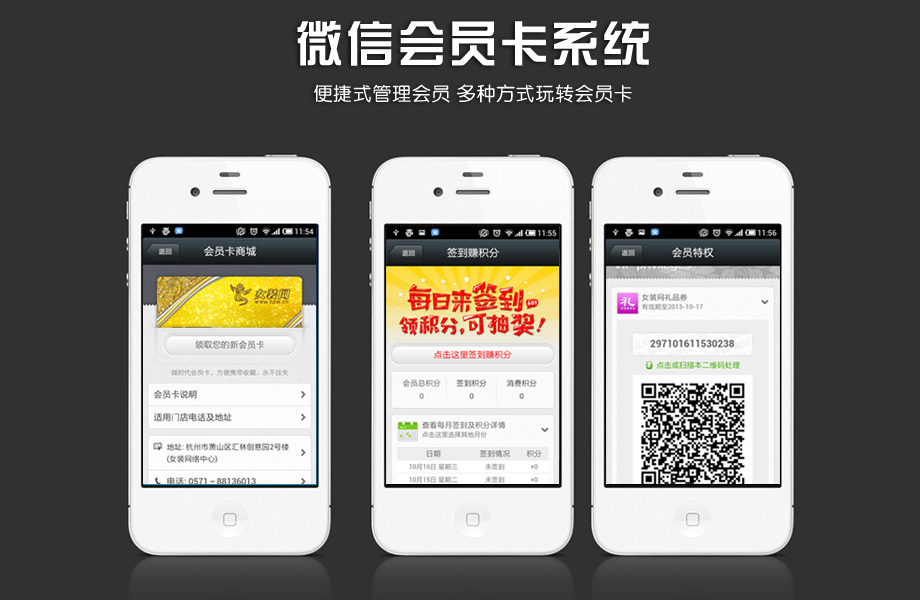 微信会员卡系统
便捷式管理会员 多种方式玩转会员卡
11:54
返回
会员卡商城
女装网
www.nzw.cn
领取您的新会员卡
微时代会员卡，方便携带收藏，永不挂失
会员卡说明
适用门店电话及地址
地址: 杭州市萧山区汇林创意园2号楼
(女装网络中心)
电话: 0571 – 88136013
11:55
返回
签到赚积分
每日来签到
领积分,可抽奖!
点击这里签到赚积分
会员总积分 签到积分 消费积分
0 0 0
查看每月签到及积分详情
点击这里选择其他月份
日期 签到情况 积分
10月16日 星期三 未签到 +0
10月15日 星期二 未签到 +0
11:56
返回
会员特权
礼
女装网礼品券
有效期至2013-10-17
297101611530238
点击或扫描本二维码处理